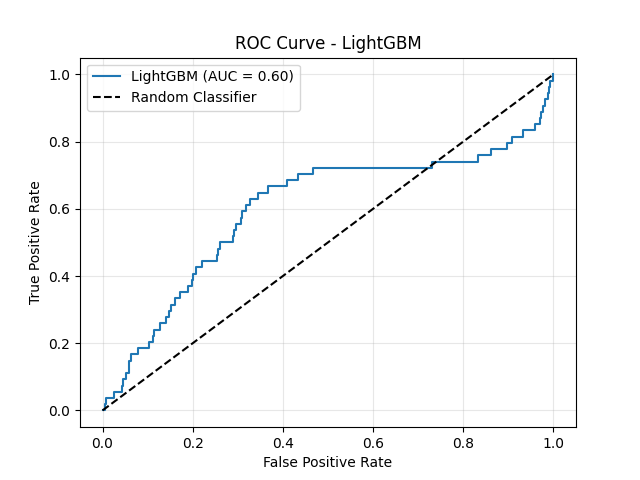 ROC Curve - LightGBM
LightGBM (AUC = 0.60)
Random Classifier
True Positive Rate
1.0
0.8
0.6
0.4
0.2
0.0
0.0 0.2 0.4 0.6 0.8 1.0
False Positive Rate